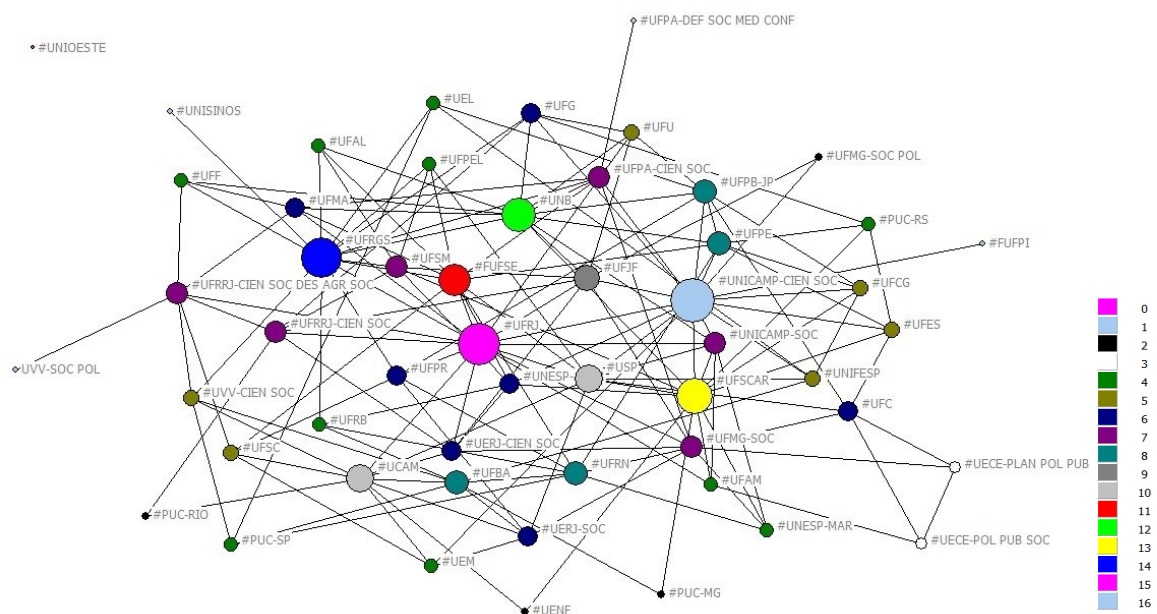 #UFPA-DEF SOC MED CONF
#UNIOESTE
#UEL
#UFG
#UNISINOS
#UFU
#UFAL
#UFPEL
#UFMG-SOC POL
#UFPA-CIEN SOC
#UFF
#UFPB-JP
#UFMA
#UNB
#PUC-RS
#UFPE
#UFRGS
#FUPPI
#UFSM
#FUFSE
#UFJF
#UNICAMP-CIEN SOC
#UFRRJ-CIEN SOC DES AGR SOC
#UFCG
#UFRRJ-CIEN SOC
#UFRJ
#UFES
#UNICAMP-SOC
#UVV-SOC POL
#UFPR
#UNESP-
#USP
#UNIFESP
#UVV-CIEN SOC
#UFSCAR
#UFC
#UFRB
#UFSC
#UERJ-CIEN SOC
#UFMG-SOC
#UECE-PLAN POL PUB
#UCAM
#UFBA
#UFRN
#UFAM
#PUC-RIO
#UNESP-MAR
#PUC-SP
#UERJ-SOC
#UECE-POL PUB SOC
#UEM
#PUC-MG
#UENF
0
1
2
3
4
5
6
7
8
9
10
11
12
13
14
15
16